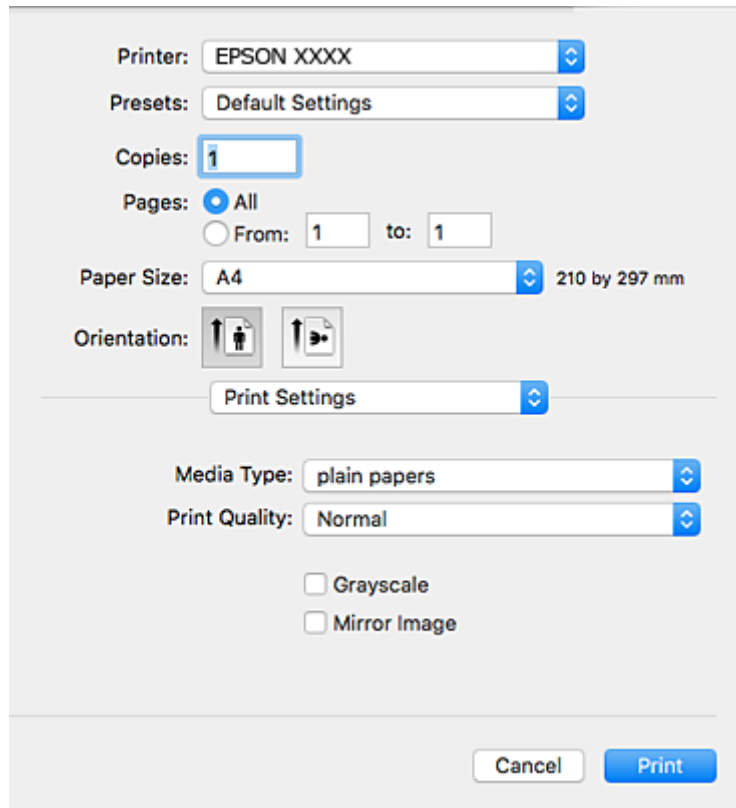 Printer: EPSON XXXX
Presets: Default Settings
Copies: 1
Pages: All
From: 1 to: 1
Paper Size: A4 210 by 297 mm
Orientation:
Print Settings
Media Type: plain papers
Print Quality: Normal
Grayscale
Mirror Image
Cancel Print